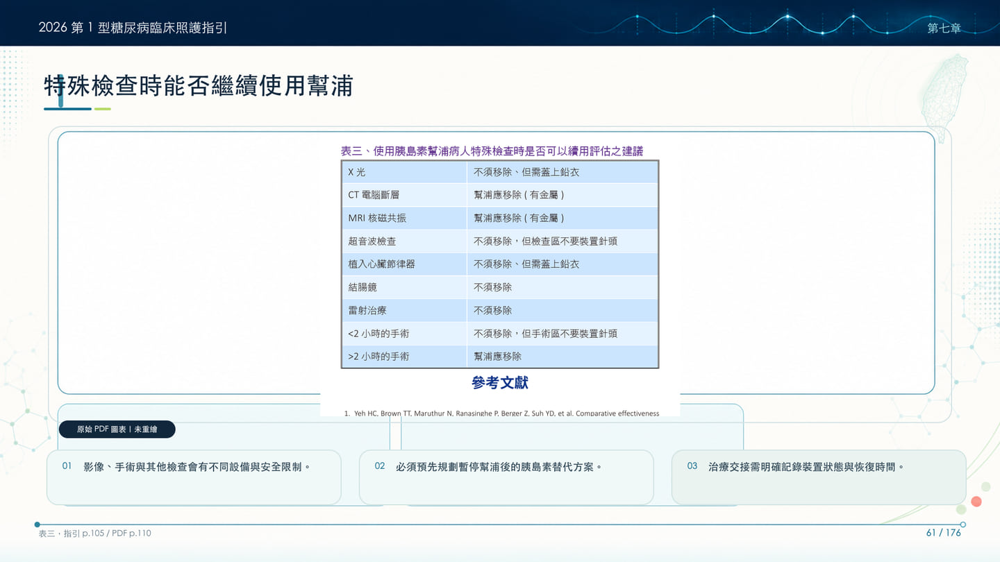 2026 第 1 型糖尿病臨床照護指引
第七章
特殊檢查時能否繼續使用幫浦
表三、使用胰島素幫浦病人特殊檢查時是否可以續用評估之建議
X 光 不須移除、但需蓋上鉛衣
CT 電腦斷層 幫浦應移除 ( 有金屬 )
MRI 核磁共振 幫浦應移除 ( 有金屬 )
超音波檢查 不須移除，但檢查區不要裝置針頭
植入心臟節律器 不須移除、但需蓋上鉛衣
結腸鏡 不須移除
雷射治療 不須移除
<2 小時的手術 不須移除，但手術區不要裝置針頭
>2 小時的手術 幫浦應移除
參考文獻
1. Yeh HC, Brown TT, Maruthur N, Ranasinghe P, Berger Z, Suh YD, et al. Comparative effectiveness
原始 PDF 圖表｜未重繪
01 影像、手術與其他檢查會有不同設備與安全限制。
02 必須預先規劃暫停幫浦後的胰島素替代方案。
03 治療交接需明確記錄裝置狀態與恢復時間。
表三．指引 p.105 / PDF p.110
61 / 176